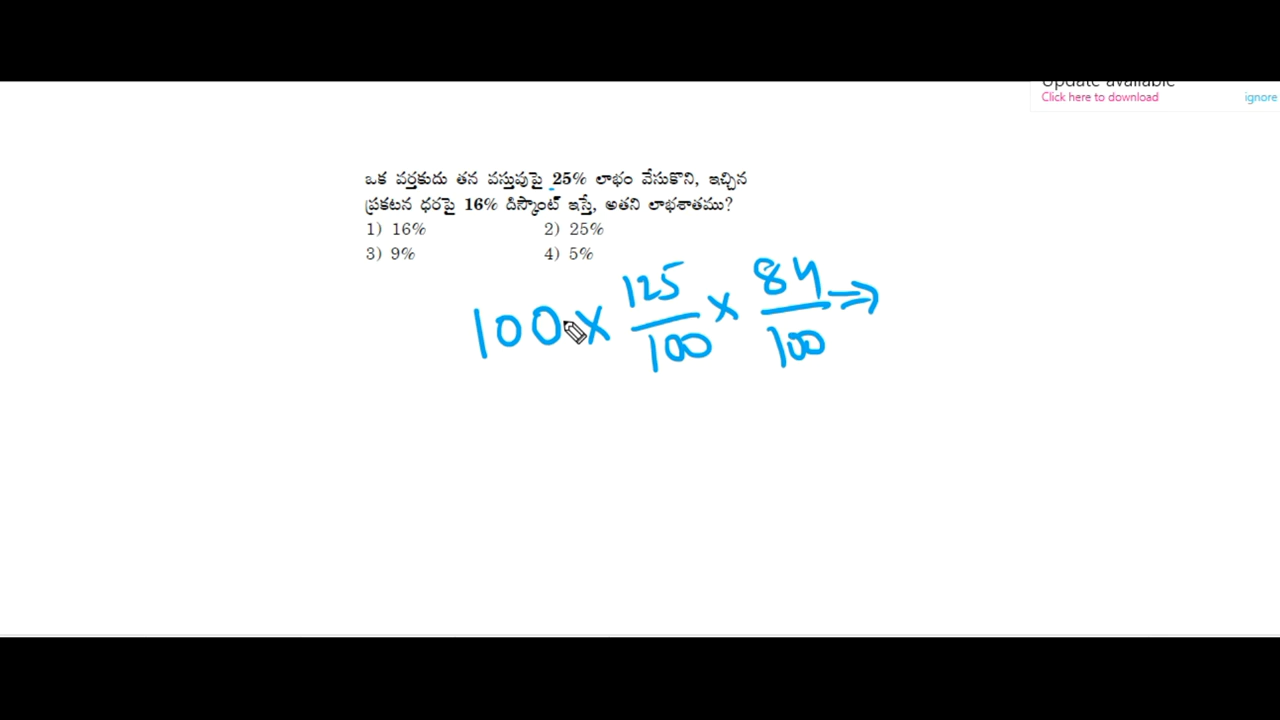 Update available
Click here to download ignore
ఒక వర్తకుడు తన వస్తువుపై 25% లాభం వేసుకొని, ఇచ్చిన
ప్రకటన ధరపై 16% డిస్కౌంట్ ఇస్తే, అతని లాభశాతము?
1) 16% 2) 25%
3) 9% 4) 5%
100 × 125/100 × 84/100 ⇒